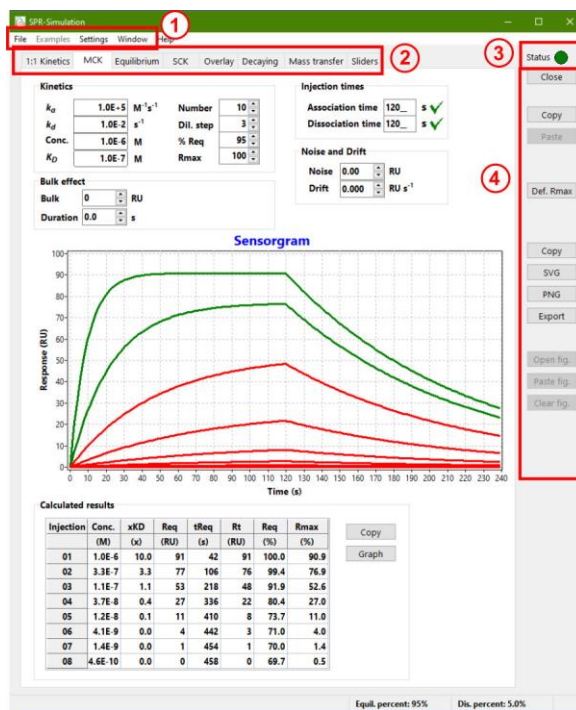 SPR-Simulation
1
File Examples Settings Window Help
2
3
1:1 Kinetics MCK Equilibrium SCK Overlay Decaying Mass transfer Sliders
Status
Close
Kinetics
Injection times
ka 1.0E+5 M⁻¹s⁻¹ Number 10
Association time 120__ s
kd 1.0E-2 s⁻¹ Dil. step 3
Dissociation time 120__ s
Conc. 1.0E-6 M % Req 95
KD 1.0E-7 M Rmax 100
Copy
Paste
Noise and Drift
Noise 0.00 RU
Drift 0.000 RU s⁻¹
4
Bulk effect
Bulk 0 RU
Duration 0.0 s
Def. Rmax
Sensorgram
Response (RU)
100
90
80
70
60
50
40
30
20
10
0
0 10 20 30 40 50 60 70 80 90 100 110 120 130 140 150 160 170 180 190 200 210 220 230 240
Time (s)
Copy
SVG
PNG
Export
Open fig.
Paste fig.
Clear fig.
Calculated results
Injection Conc. xKD Req tReq Rt Req Rmax
(M) (x) (RU) (s) (RU) (%) (%)
01 1.0E-6 10.0 91 42 91 100.0 90.9
02 3.3E-7 3.3 77 106 76 99.4 76.9
03 1.1E-7 1.1 53 218 48 91.9 52.6
04 3.7E-8 0.4 27 336 22 80.4 27.0
05 1.2E-8 0.1 11 410 8 73.7 11.0
06 4.1E-9 0.0 4 442 3 71.0 4.0
07 1.4E-9 0.0 1 454 1 70.0 1.4
08 4.6E-10 0.0 0 458 0 69.7 0.5
Copy
Graph
Equil. percent: 95% Dis. percent: 5.0%